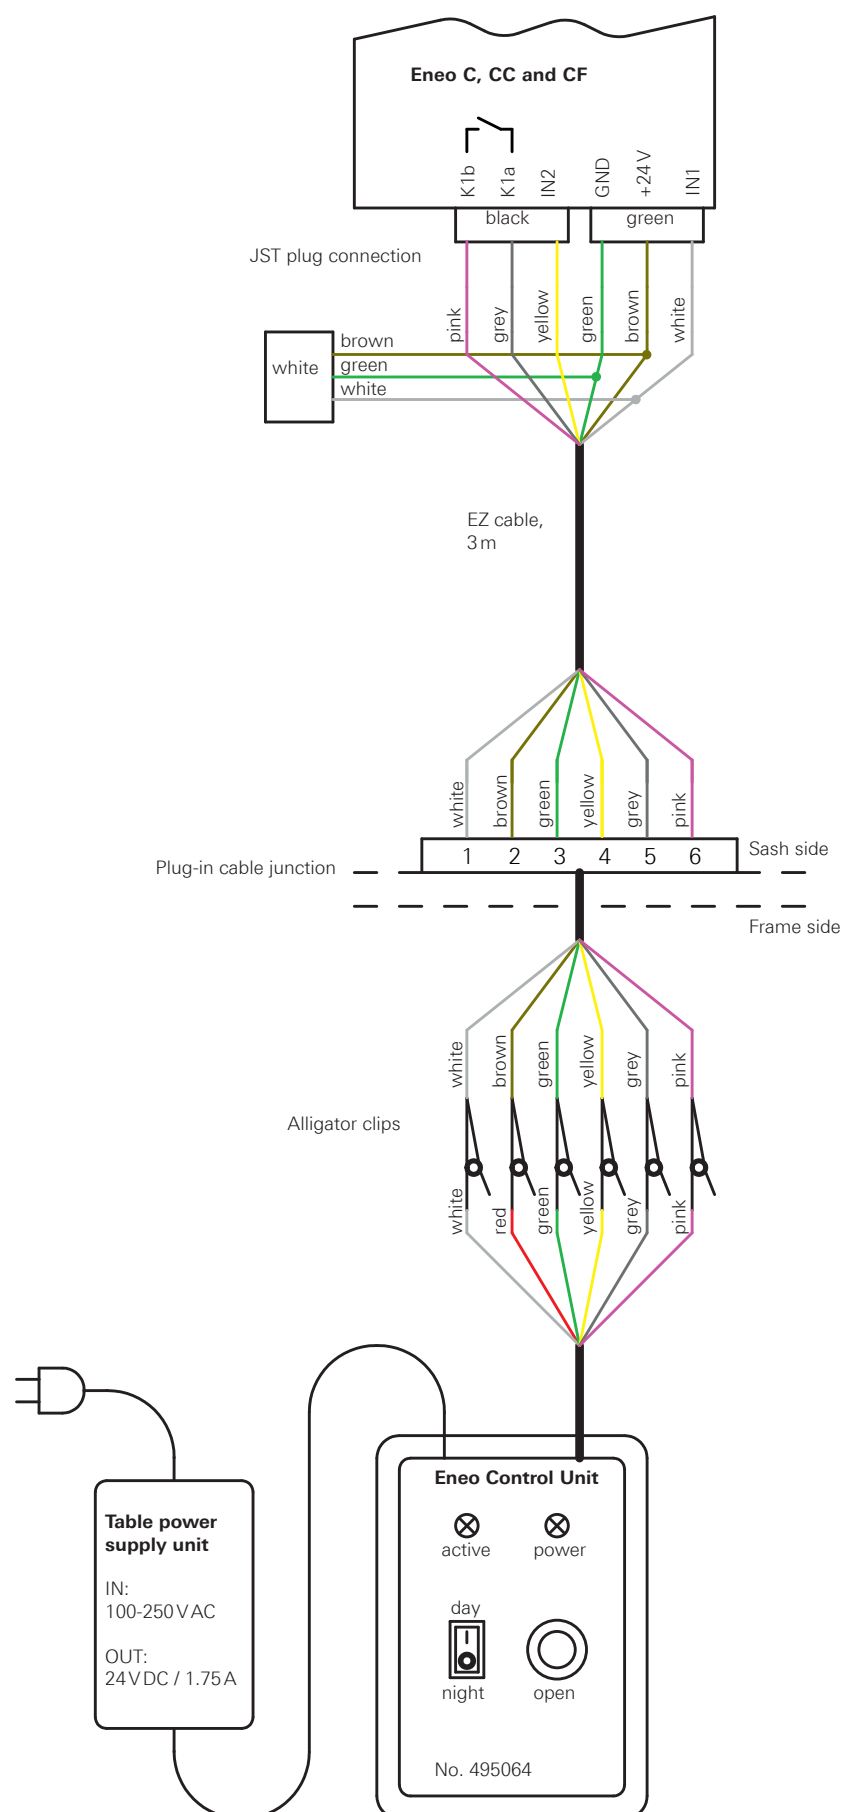 Eneo C, CC and CF
K1b
K1a
IN2
GND
+24 V
IN1
black
green
JST plug connection
pink
grey
yellow
green
brown
white
white
brown
green
white
EZ cable,
3 m
white
brown
green
yellow
grey
pink
1 2 3 4 5 6
Sash side
Plug-in cable junction
Frame side
white
brown
green
yellow
grey
pink
Alligator clips
white
red
green
yellow
grey
pink
Eneo Control Unit
active
power
day
night
open
No. 495064
Table power
supply unit
IN:
100-250 V AC
OUT:
24 V DC / 1.75 A